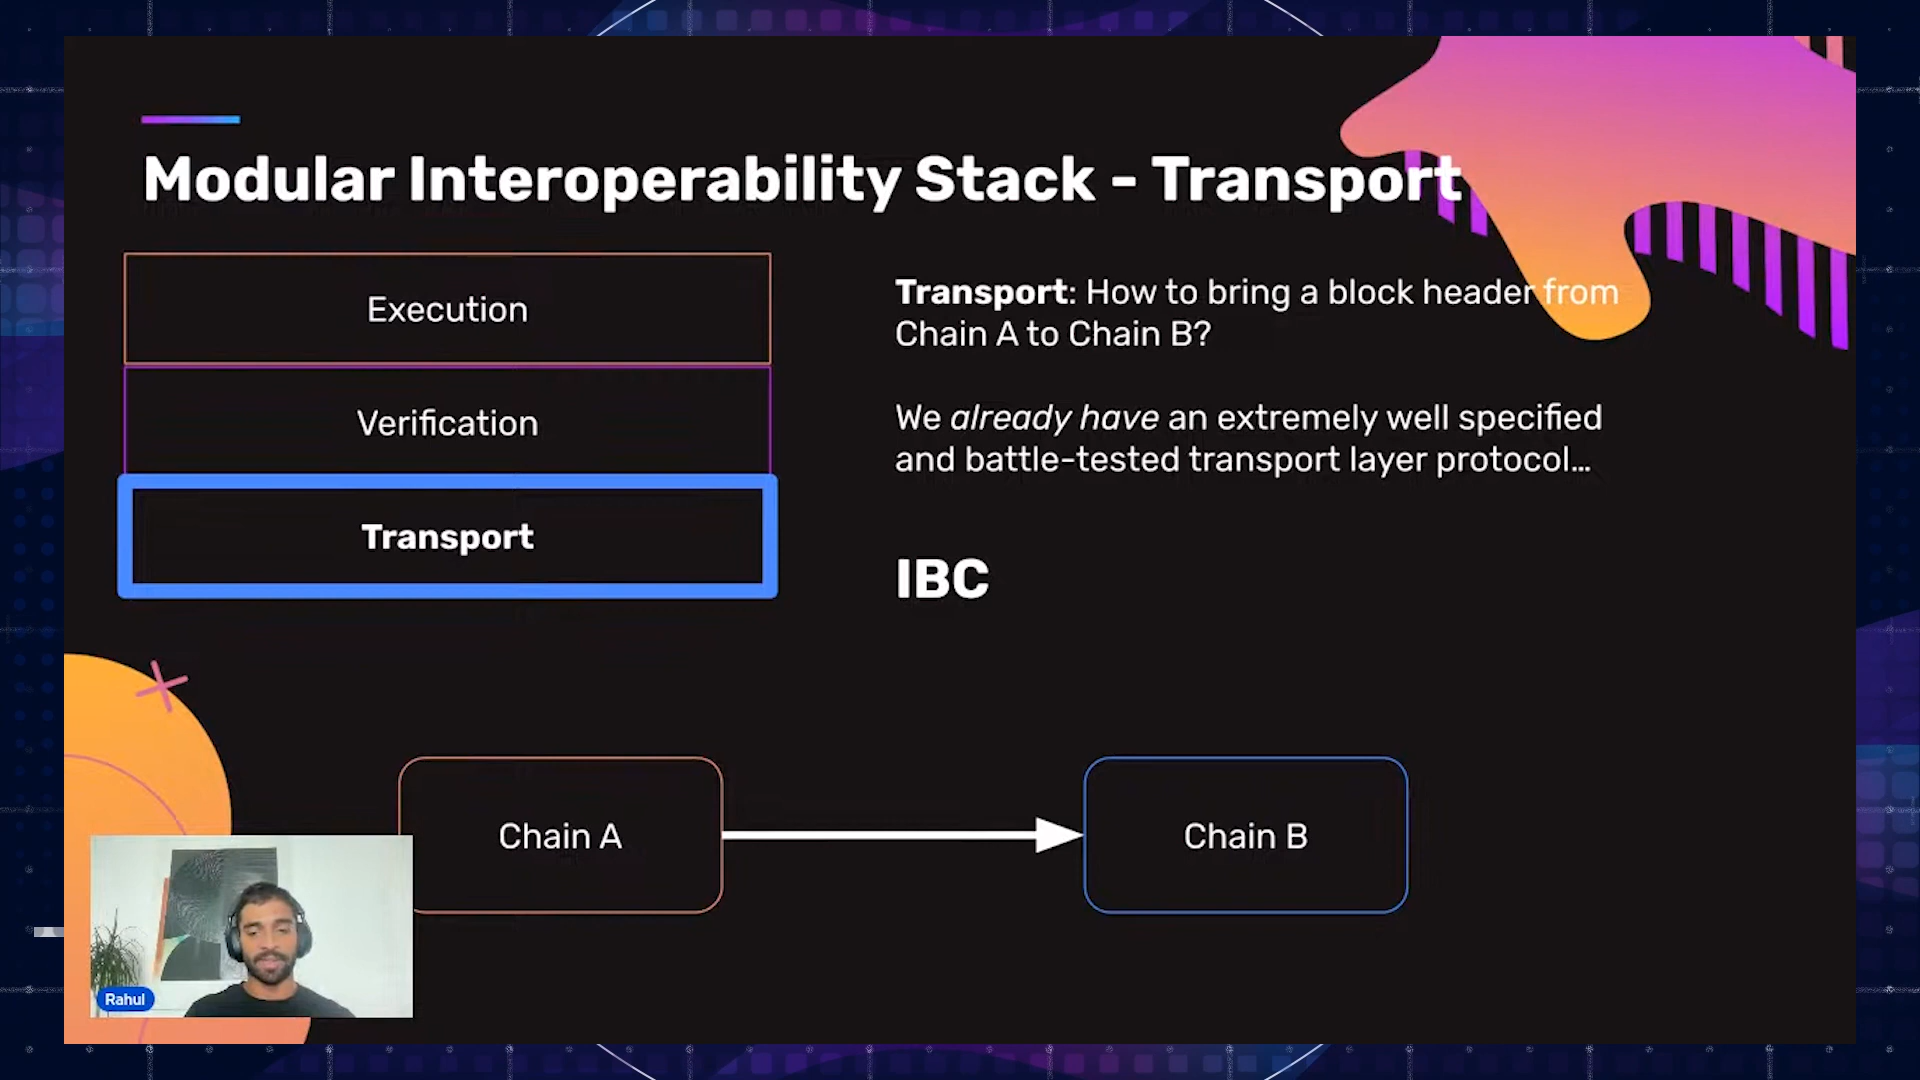 Modular Interoperability Stack - Transport
Execution
Verification
Transport
Transport: How to bring a block header from
Chain A to Chain B?
We already have an extremely well specified
and battle-tested transport layer protocol…
IBC
Chain A
Chain B
Rahul